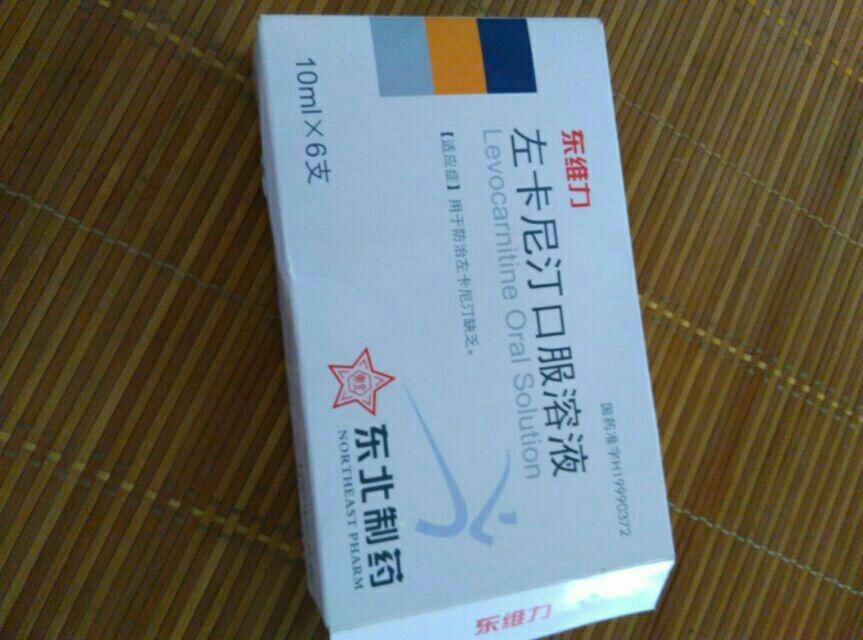 东维力
左卡尼汀口服溶液
Levocarnitine Oral Solution
【适应症】用于防治左卡尼汀缺乏。
10ml×6支
国药准字H19990372
东北制药
NORTHEAST PHARM
东维力